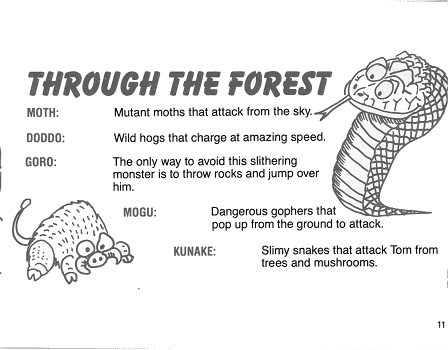 THROUGH THE FOREST
MOTH: Mutant moths that attack from the sky.
DODDO: Wild hogs that charge at amazing speed.
GORO: The only way to avoid this slithering
monster is to throw rocks and jump over
him.
MOGU: Dangerous gophers that
pop up from the ground to attack.
KUNAKE: Slimy snakes that attack Tom from
trees and mushrooms.
11